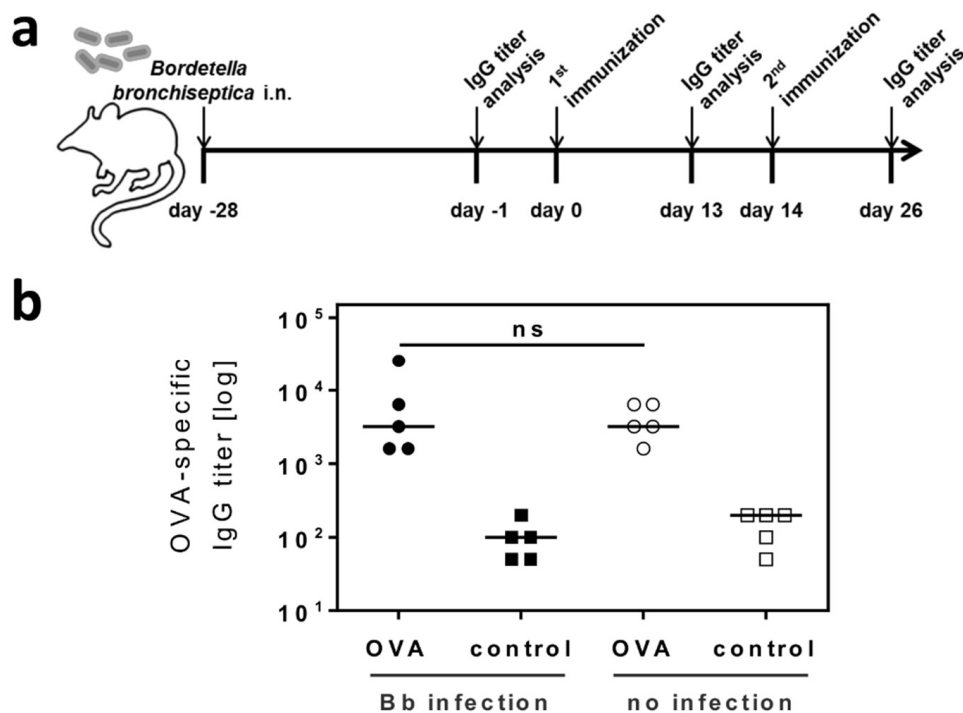 a
Bordetella
bronchiseptica i.n.
IgG titer
analysis
1st
immunization
IgG titer
analysis
2nd
immunization
IgG titer
analysis
day -28
day -1
day 0
day 13
day 14
day 26
b
OVA-specific
IgG titer [log]
10^5
10^4
10^3
10^2
10^1
ns
OVA
control
OVA
control
Bb infection
no infection